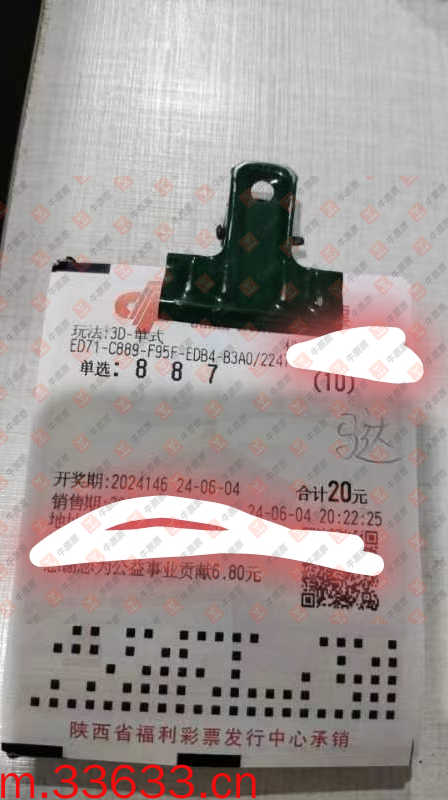 玩法:3D-单式
ED71-C889-F95F-EDB4-B3A0/224
单选: 8 8 7 (10)
开奖期:2024146 24-06-04 合计20元
销售期: 24-06-04 20:22:25
地址
为公益事业贡献6.80元
陕西省福利彩票发行中心承销
m.33633.cn